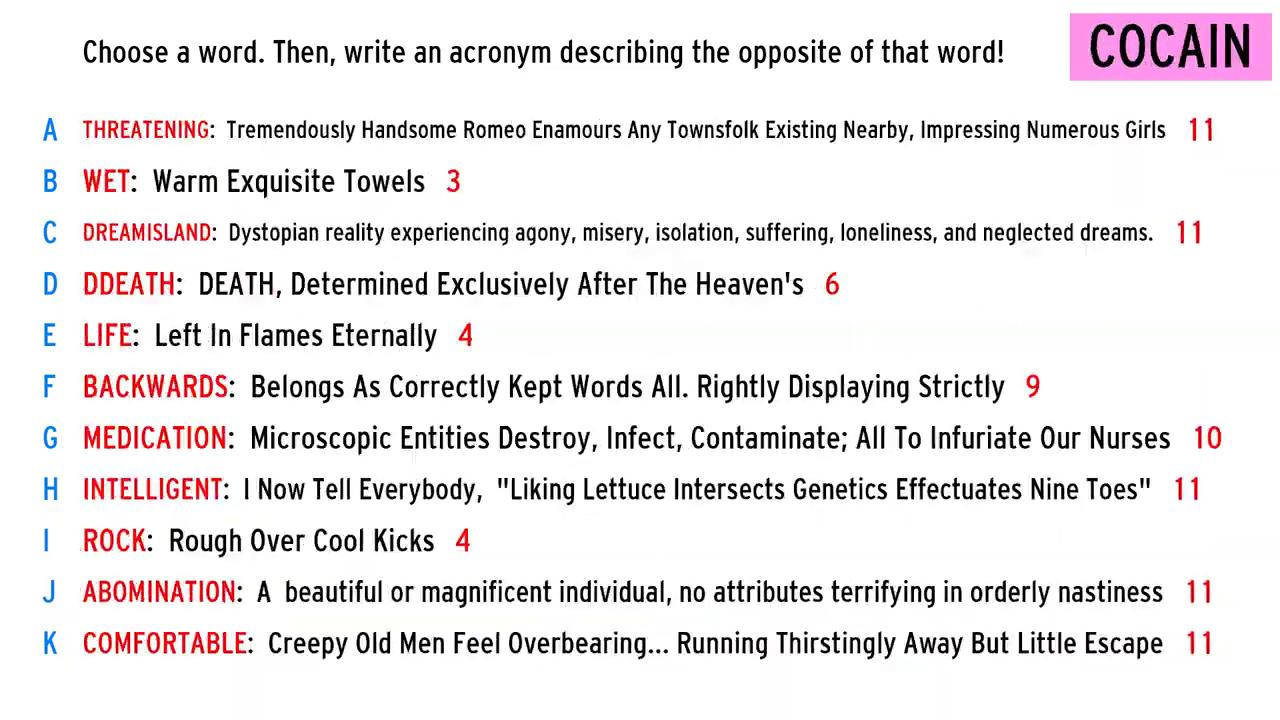 Choose a word. Then, write an acronym describing the opposite of that word!
COCAIN
A THREATENING: Tremendously Handsome Romeo Enamours Any Townsfolk Existing Nearby, Impressing Numerous Girls 11
B WET: Warm Exquisite Towels 3
C DREAMISLAND: Dystopian reality experiencing agony, misery, isolation, suffering, loneliness, and neglected dreams. 11
D DDEATH: DEATH, Determined Exclusively After The Heaven's 6
E LIFE: Left In Flames Eternally 4
F BACKWARDS: Belongs As Correctly Kept Words All. Rightly Displaying Strictly 9
G MEDICATION: Microscopic Entities Destroy, Infect, Contaminate; All To Infuriate Our Nurses 10
H INTELLIGENT: I Now Tell Everybody, "Liking Lettuce Intersects Genetics Effectuates Nine Toes" 11
I ROCK: Rough Over Cool Kicks 4
J ABOMINATION: A beautiful or magnificent individual, no attributes terrifying in orderly nastiness 11
K COMFORTABLE: Creepy Old Men Feel Overbearing... Running Thirstingly Away But Little Escape 11